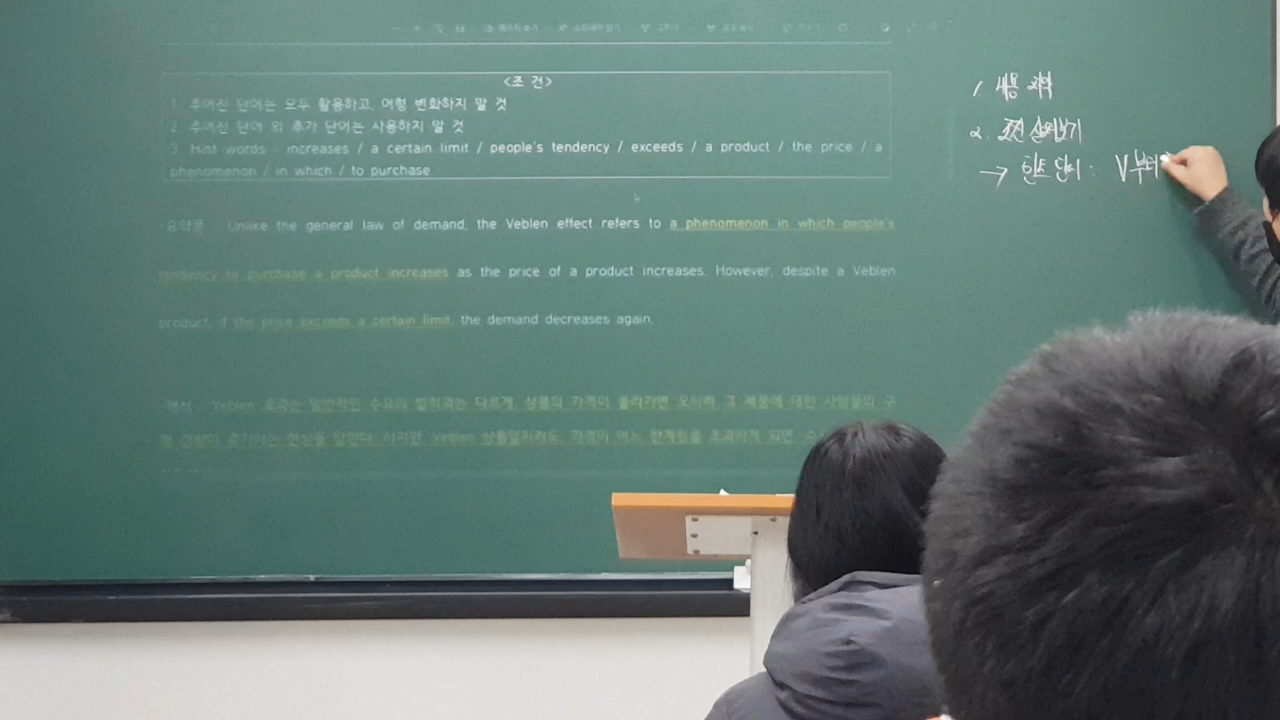 <조 건>
1. 주어진 단어는 모두 활용하고, 어형 변화하지 말 것
2. 주어진 단어 외 추가 단어는 사용하지 말 것
3. Hint words : increases / a certain limit / people's tendency / exceeds / a product / the price / a
phenomenon / in which / to purchase
요약문 : Unlike the general law of demand, the Veblen effect refers to a phenomenon in which people's
tendency to purchase a product increases as the price of a product increases. However, despite a Veblen
product, if the price exceeds a certain limit, the demand decreases again.
해석 : Veblen 효과는 일반적인 수요의 법칙과는 다르게, 상품의 가격이 올라가면 오히려 그 제품에 대한 사람들의 구
매 경향이 증가하는 현상을 말한다. 하지만, Veblen 상품일지라도, 가격이 어느 한계점을 초과하게 되면
1. 내용 파악
2. 조건 살펴보기
→ 힌트 단어 : V부터